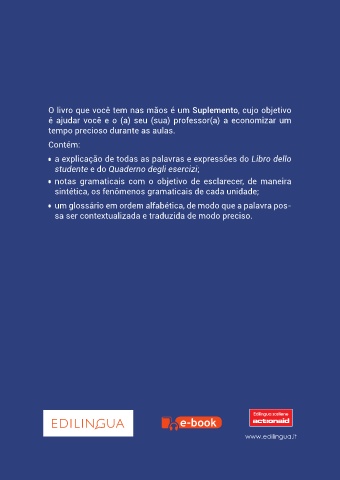 O livro que você tem nas mãos é um Suplemento, cujo objetivo
é ajudar você e o (a) seu (sua) professor(a) a economizar um
tempo precioso durante as aulas.
Contém:
• a explicação de todas as palavras e expressões do Libro dello
studente e do Quaderno degli esercizi;
• notas gramaticais com o objetivo de esclarecer, de maneira
sintética, os fenômenos gramaticais de cada unidade;
• um glossário em ordem alfabética, de modo que a palavra pos-
sa ser contextualizada e traduzida de modo preciso.
EDILINGUA
e-book
Edilingua sostiene
actionaid
www.edilingua.it